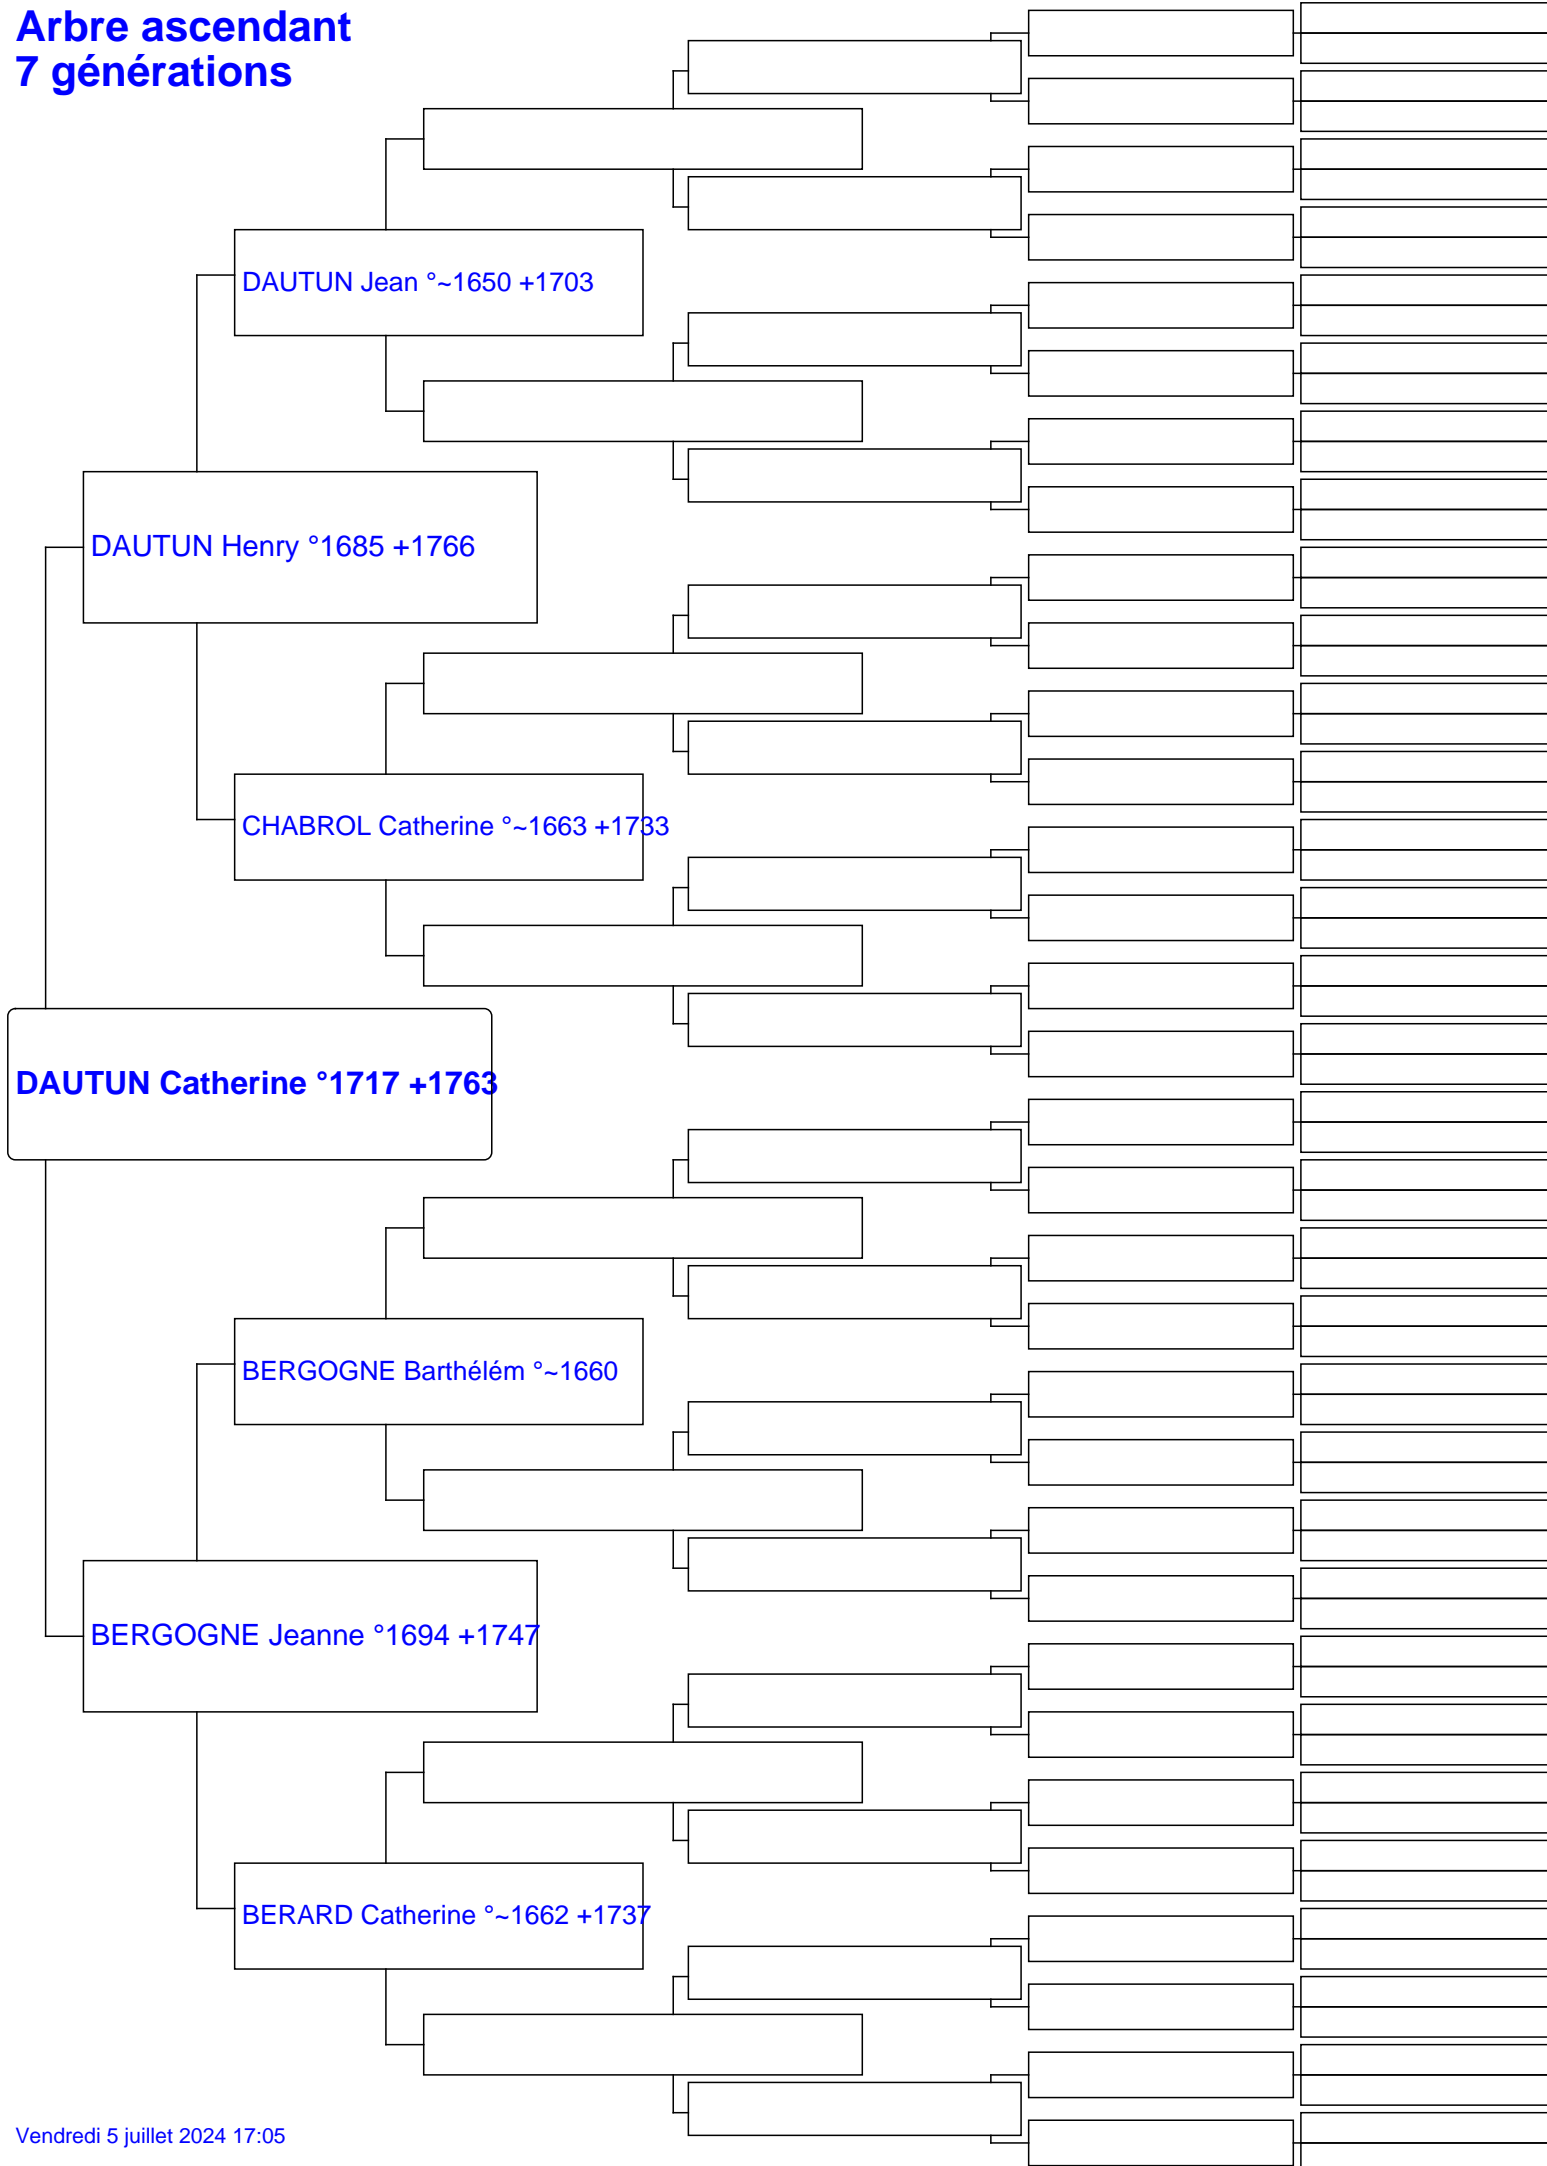 Arbre ascendant
7 générations
DAUTUN Jean °~1650 +1703
DAUTUN Henry °1685 +1766
CHABROL Catherine °~1663 +1733
DAUTUN Catherine °1717 +1763
BERGOGNE Barthélém °~1660
BERGOGNE Jeanne °1694 +1747
BERARD Catherine °~1662 +1737
Vendredi 5 juillet 2024 17:05